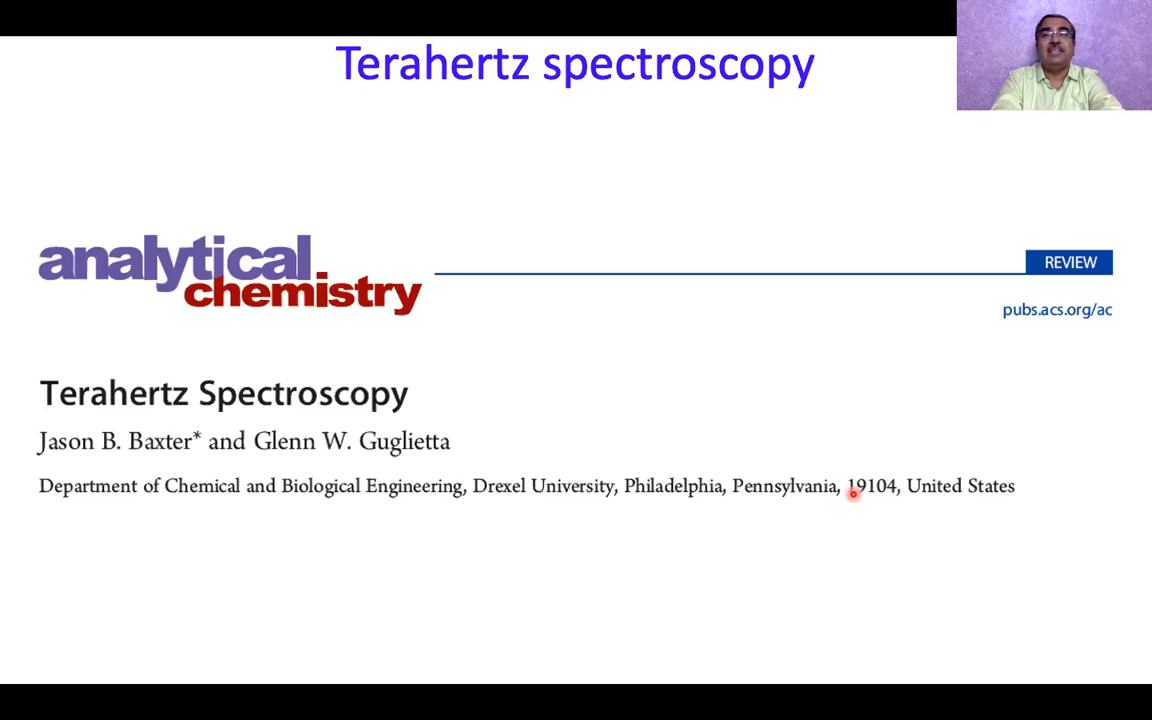 Terahertz spectroscopy
analytical
chemistry
REVIEW
pubs.acs.org/ac
Terahertz Spectroscopy
Jason B. Baxter* and Glenn W. Guglietta
Department of Chemical and Biological Engineering, Drexel University, Philadelphia, Pennsylvania, 19104, United States